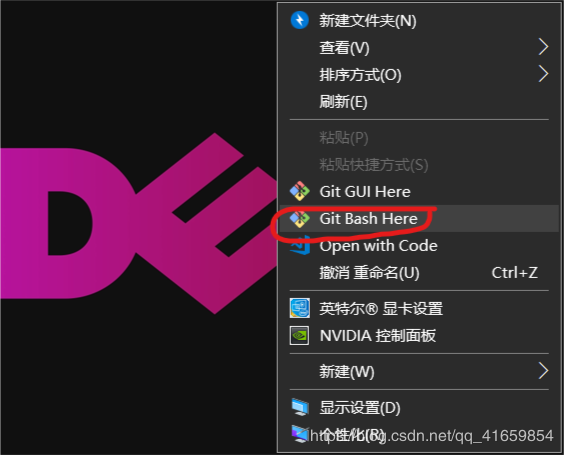 新建文件夹(N)
查看(V)
排序方式(O)
刷新(E)
粘贴(P)
粘贴快捷方式(S)
Git GUI Here
Git Bash Here
Open with Code
撤消 重命名(U) Ctrl+Z
英特尔® 显卡设置
NVIDIA 控制面板
新建(W)
显示设置(D)
个性化(R)
https://blog.csdn.net/qq_41659854
DE